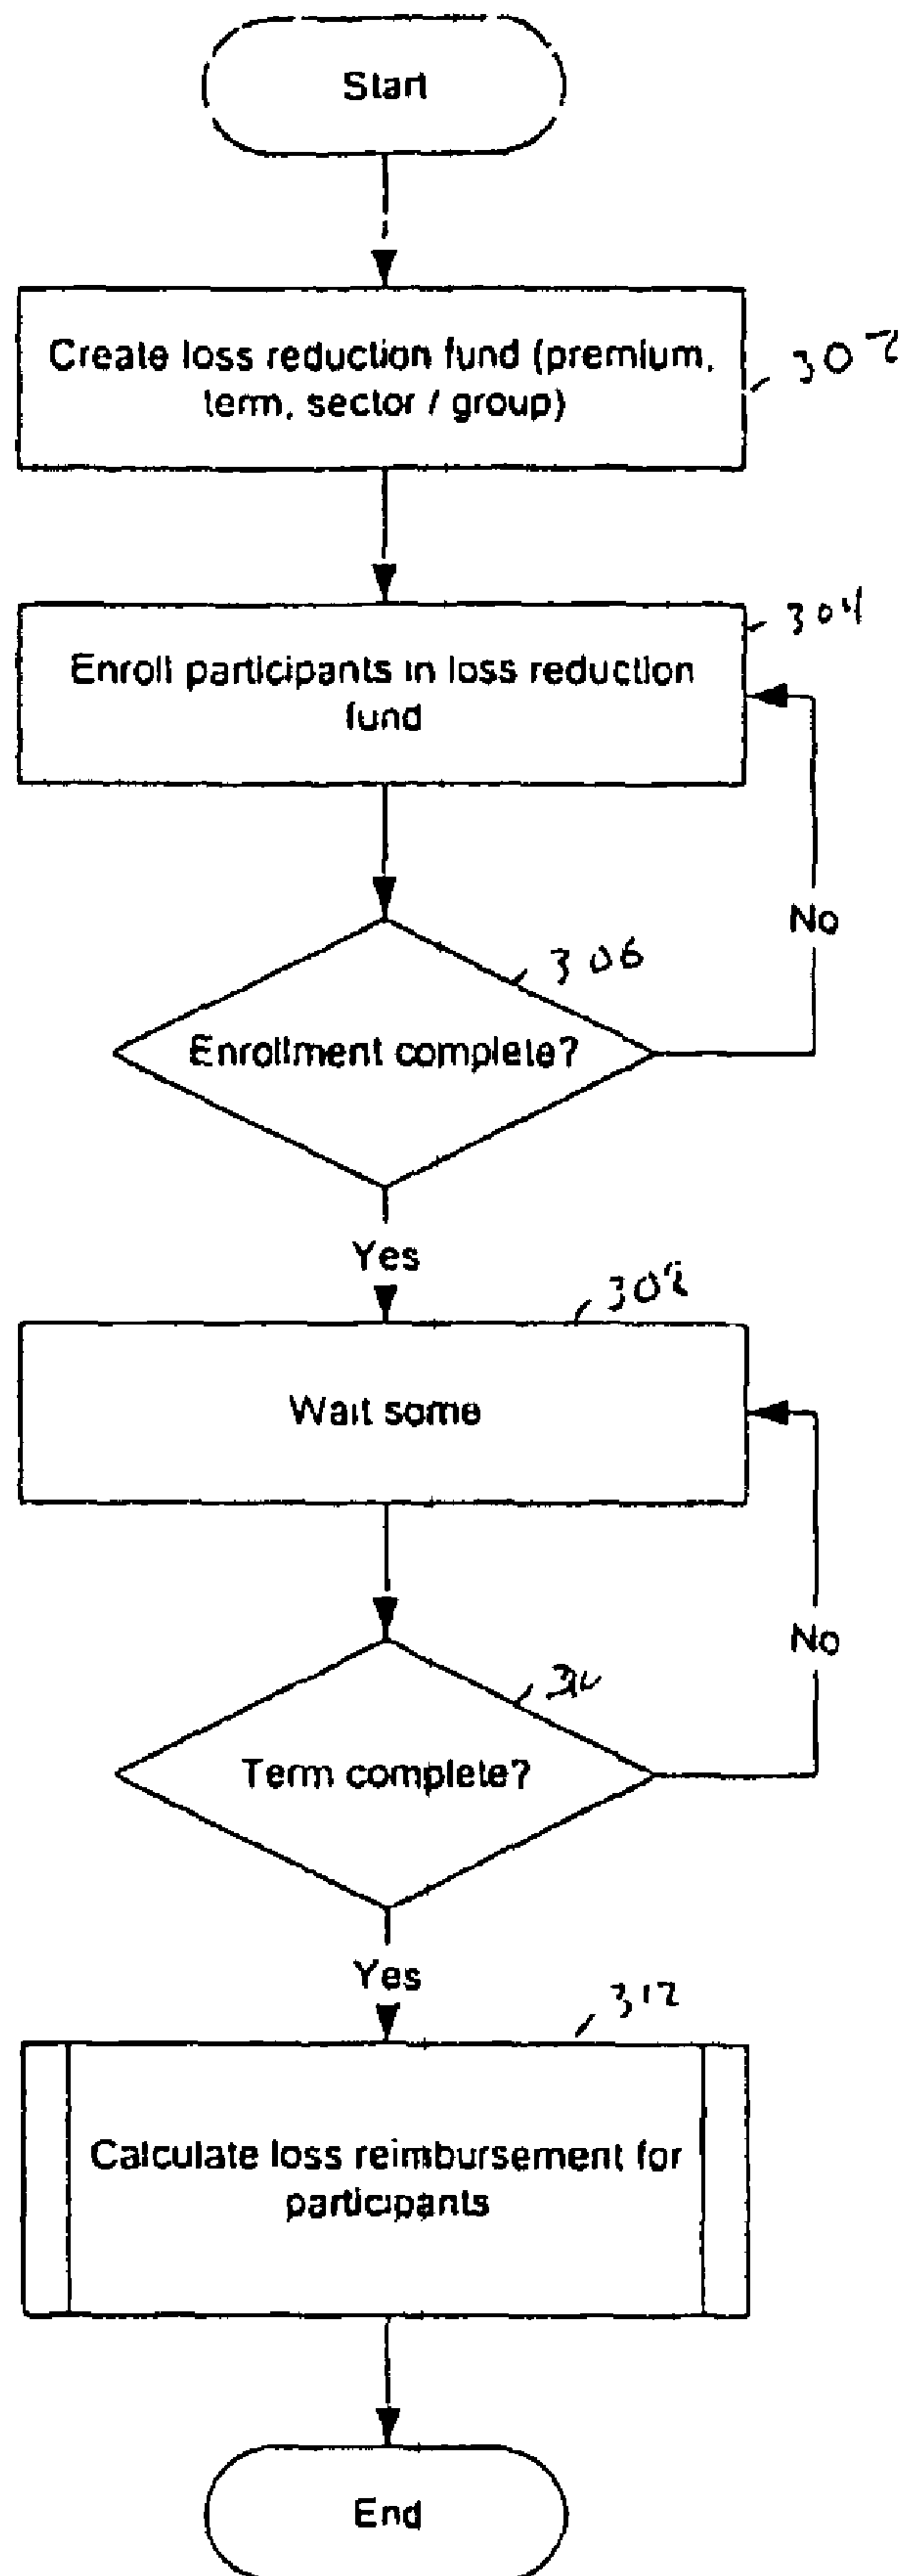 Start
Create loss reduction fund (premium,
term, sector / group)
302
Enroll participants in loss reduction
fund
304
No
Enrollment complete?
306
Yes
308
Wait some
No
Term complete?
310
Yes
312
Calculate loss reimbursement for
participants
End